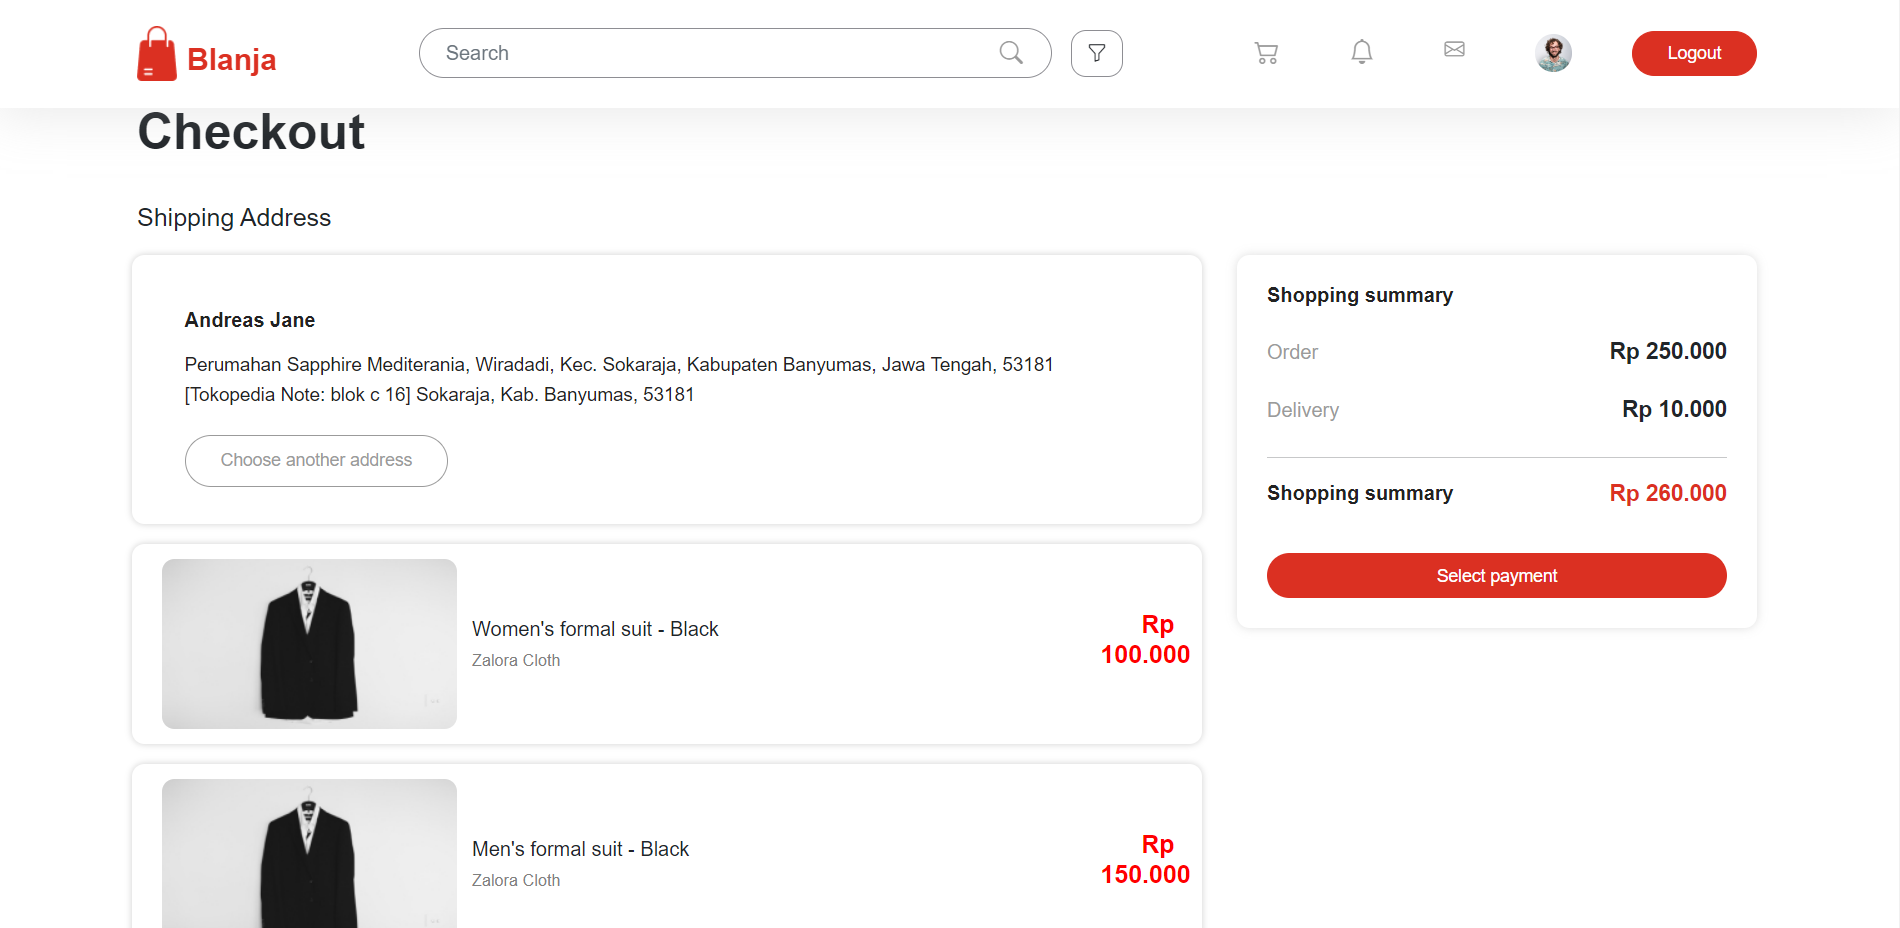 Blanja
Search
Logout
Checkout
Shipping Address
Andreas Jane
Perumahan Sapphire Mediterania, Wiradadi, Kec. Sokaraja, Kabupaten Banyumas, Jawa Tengah, 53181
[Tokopedia Note: blok c 16] Sokaraja, Kab. Banyumas, 53181
Choose another address
Women's formal suit - Black
Zalora Cloth
Rp
100.000
Men's formal suit - Black
Zalora Cloth
Rp
150.000
Shopping summary
Order
Rp 250.000
Delivery
Rp 10.000
Shopping summary
Rp 260.000
Select payment